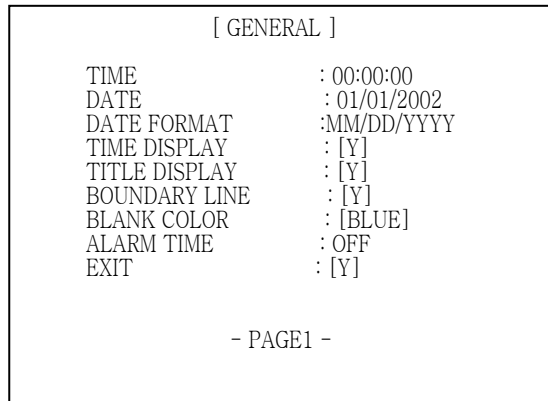 [ GENERAL ]
TIME : 00:00:00
DATE : 01/01/2002
DATE FORMAT :MM/DD/YYYY
TIME DISPLAY : [Y]
TITLE DISPLAY : [Y]
BOUNDARY LINE : [Y]
BLANK COLOR : [BLUE]
ALARM TIME : OFF
EXIT : [Y]
- PAGE1 -